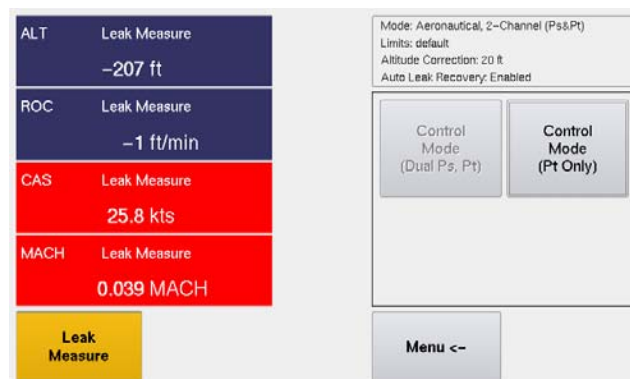 ALT Leak Measure
−207 ft
ROC Leak Measure
−1 ft/min
CAS Leak Measure
25.8 kts
MACH Leak Measure
0.039 MACH
Leak
Measure
Mode: Aeronautical, 2−Channel (Ps&Pt)
Limits: default
Altitude Correction: 20 ft
Auto Leak Recovery: Enabled
Control
Mode
(Dual Ps, Pt)
Control
Mode
(Pt Only)
Menu <−